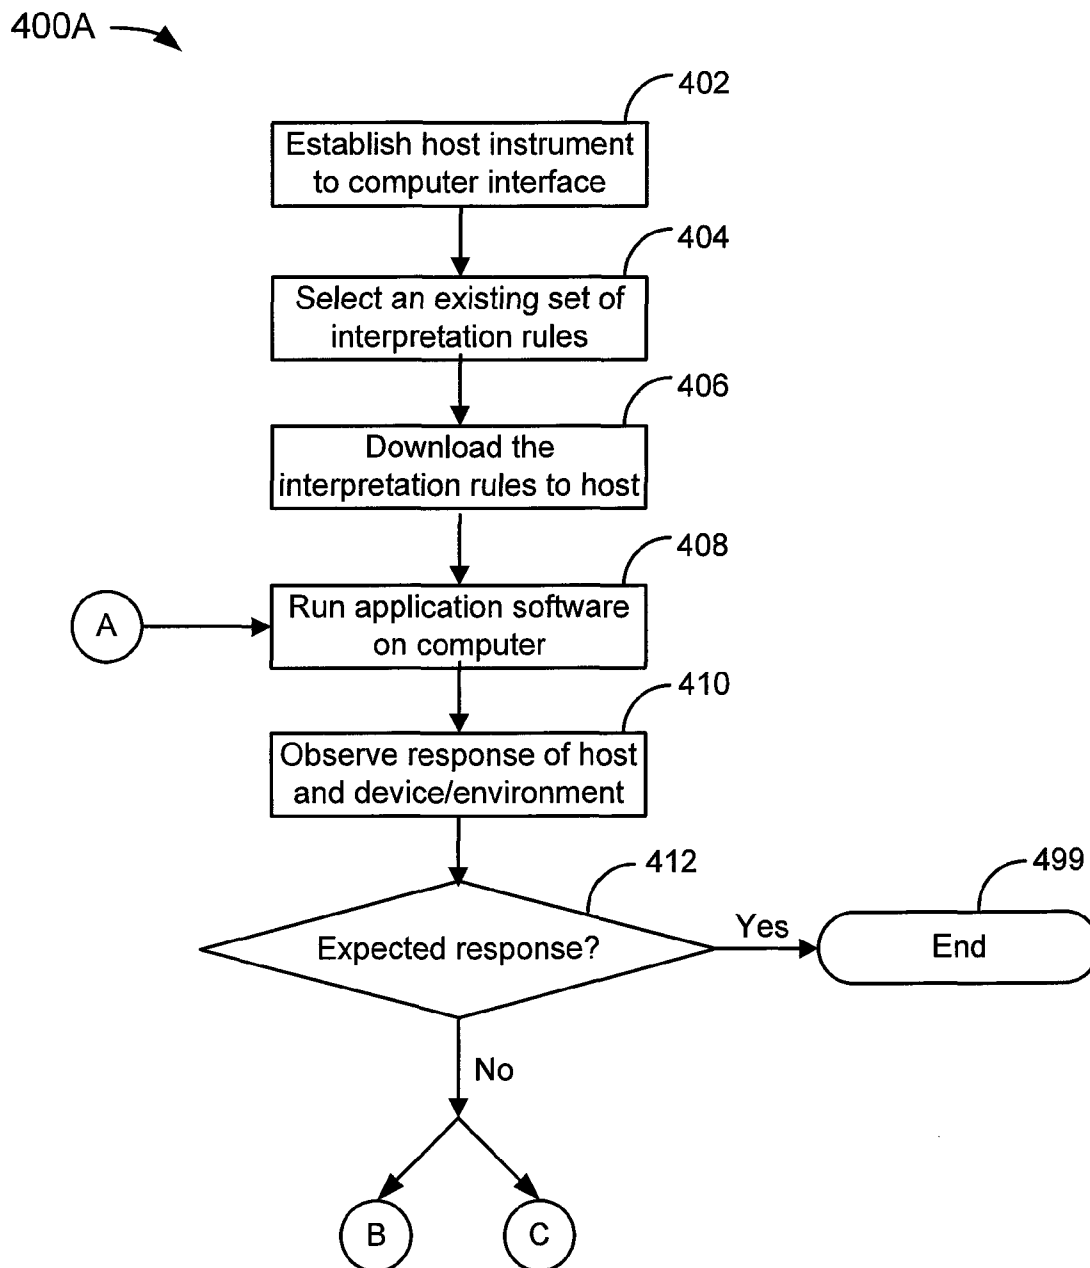 400A
402
Establish host instrument
to computer interface
404
Select an existing set of
interpretation rules
406
Download the
interpretation rules to host
408
A
Run application software
on computer
410
Observe response of host
and device/environment
412
499
Expected response?
Yes
End
No
B
C